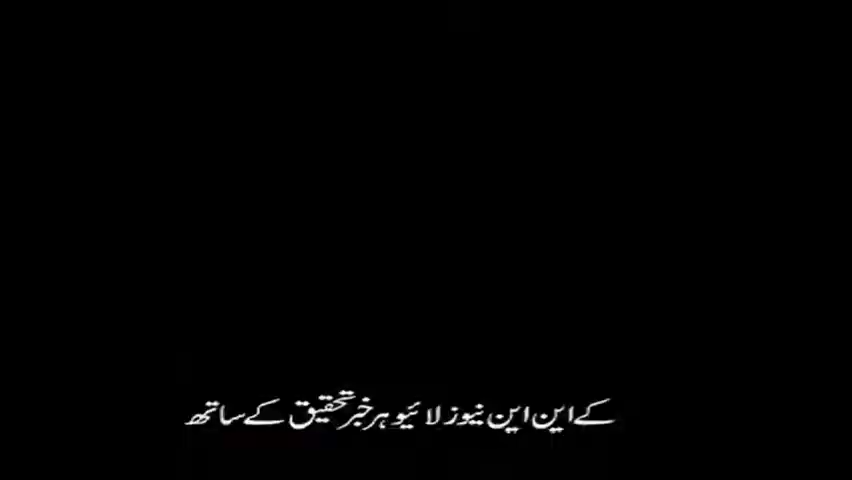 کے این این نیوز لائیو ہر خبر تحقیق کے ساتھ